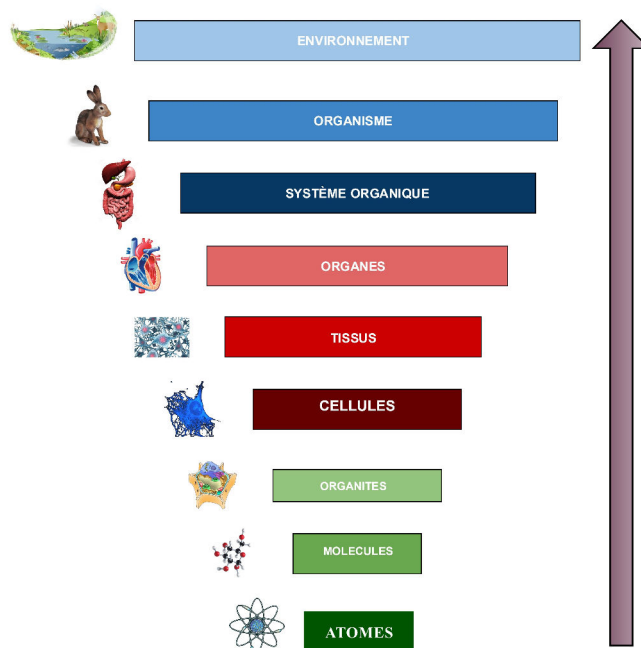 ENVIRONNEMENT
ORGANISME
SYSTÈME ORGANIQUE
ORGANES
TISSUS
CELLULES
ORGANITES
MOLECULES
ATOMES